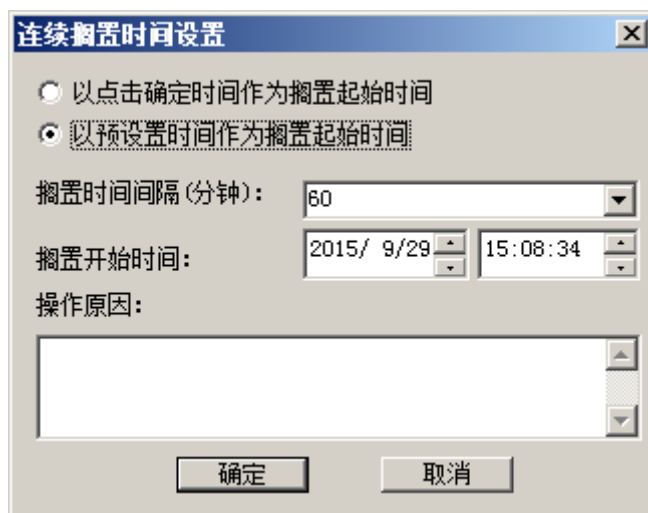 连续搁置时间设置
以点击确定时间作为搁置起始时间
以预设置时间作为搁置起始时间
搁置时间间隔(分钟): 60
搁置开始时间: 2015/ 9/29 15:08:34
操作原因:
确定 取消